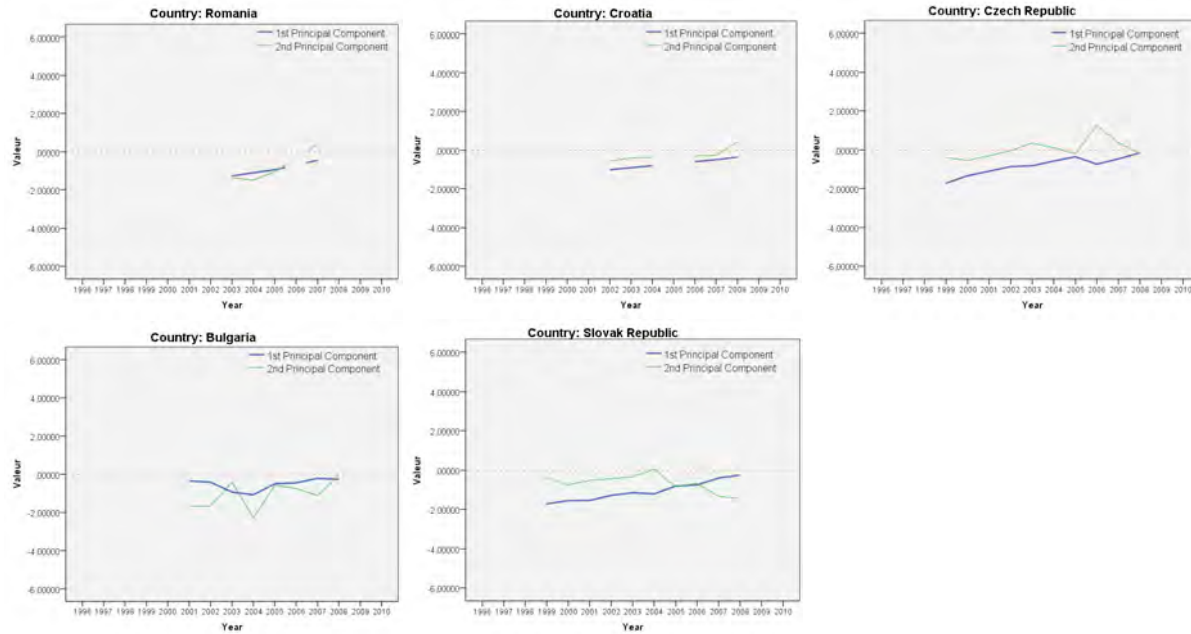 Country: Romania
1st Principal Component
2nd Principal Component
6.00000
4.00000
2.00000
.00000
-2.00000
-4.00000
-6.00000
Valeur
1996 1997 1998 1999 2000 2001 2002 2003 2004 2005 2006 2007 2008 2009 2010
Year
Country: Croatia
1st Principal Component
2nd Principal Component
6.00000
4.00000
2.00000
.00000
-2.00000
-4.00000
-6.00000
Valeur
1996 1997 1998 1999 2000 2001 2002 2003 2004 2005 2006 2007 2008 2009 2010
Year
Country: Czech Republic
1st Principal Component
2nd Principal Component
6.00000
4.00000
2.00000
.00000
-2.00000
-4.00000
-6.00000
Valeur
1996 1997 1998 1999 2000 2001 2002 2003 2004 2005 2006 2007 2008 2009 2010
Year
Country: Bulgaria
1st Principal Component
2nd Principal Component
6.00000
4.00000
2.00000
.00000
-2.00000
-4.00000
-6.00000
Valeur
1996 1997 1998 1999 2000 2001 2002 2003 2004 2005 2006 2007 2008 2009 2010
Year
Country: Slovak Republic
1st Principal Component
2nd Principal Component
6.00000
4.00000
2.00000
.00000
-2.00000
-4.00000
-6.00000
Valeur
1996 1997 1998 1999 2000 2001 2002 2003 2004 2005 2006 2007 2008 2009 2010
Year